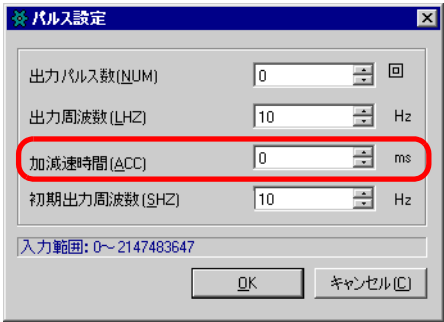 パルス設定
出力パルス数(NUM) 0 回
出力周波数(LHZ) 10 Hz
加減速時間(ACC) 0 ms
初期出力周波数(SHZ) 10 Hz
入力範囲: 0～2147483647
OK キャンセル(C)